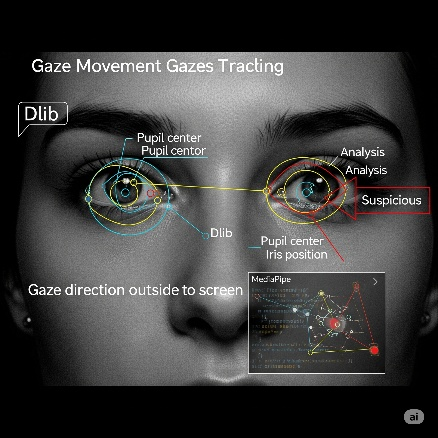 Gaze Movement Gazes Tracting
Dlib
Pupil center
Pupil centor
Analysis
Analysis
Suspicious
Dlib
Pupil center
Iris position
Gaze direction outside to screen
MediaPipe
ai